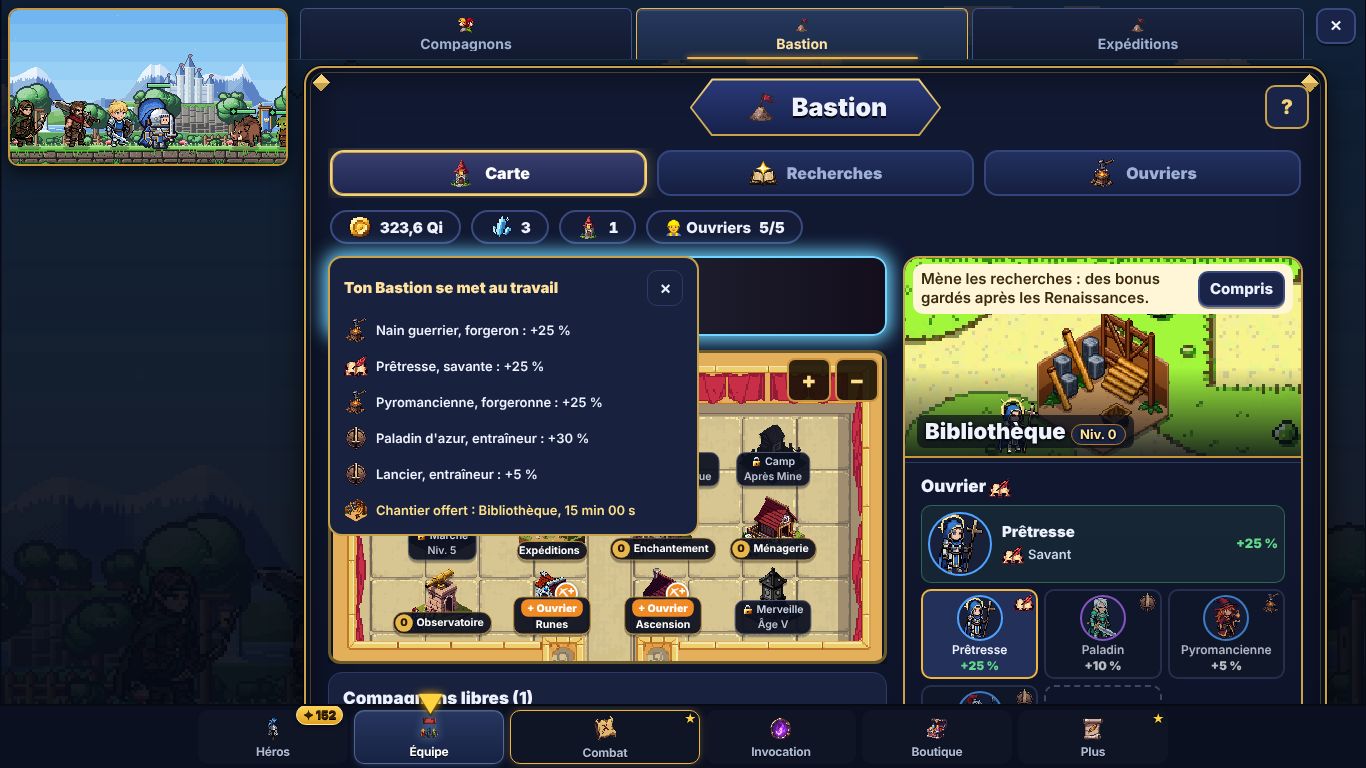 Compagnons
Bastion
Expéditions
×
Bastion
?
Carte
Recherches
Ouvriers
323,6 Qi
3
1
Ouvriers 5/5
Ton Bastion se met au travail
×
Nain guerrier, forgeron : +25 %
Prêtresse, savante : +25 %
Pyromancienne, forgeronne : +25 %
Paladin d'azur, entraîneur : +30 %
Lancier, entraîneur : +5 %
Chantier offert : Bibliothèque, 15 min 00 s
+
−
ue
Camp
Après Mine
Marché
Niv. 5
Expéditions
0 Enchantement
0 Ménagerie
0 Observatoire
+ Ouvrier
Runes
+ Ouvrier
Ascension
Merveille
Âge V
Compagnons libres (1)
Mène les recherches : des bonus
gardés après les Renaissances.
Compris
Bibliothèque
Niv. 0
Ouvrier
Prêtresse
Savant
+25 %
Prêtresse
+25 %
Paladin
+10 %
Pyromancienne
+5 %
152
Héros
Équipe
Combat
Invocation
Boutique
Plus